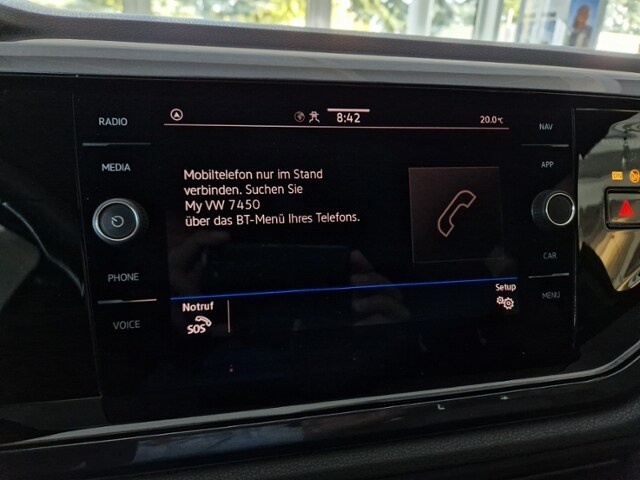 RADIO
MEDIA
PHONE
VOICE
8:42
20.0°C
Mobiltelefon nur im Stand
verbinden. Suchen Sie
My VW 7450
über das BT-Menü Ihres Telefons.
Notruf
SOS
Setup
NAV
APP
CAR
MENU